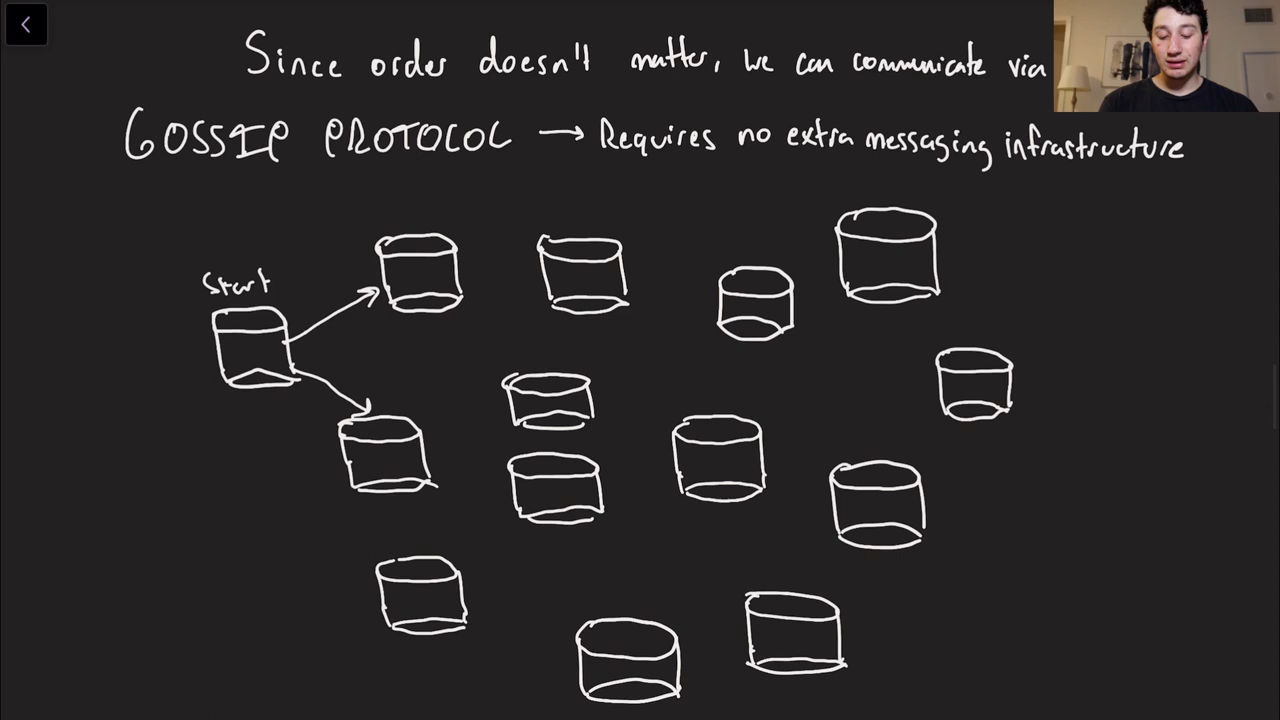 Since order doesn't matter, we can communicate via
GOSSIP PROTOCOL → Requires no extra messaging infrastructure
Start